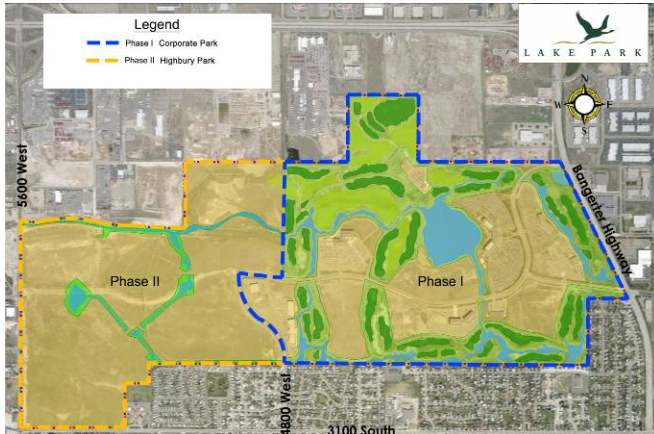 Legend
Phase I Corporate Park
Phase II Highbury Park
LAKE PARK
N
W E
S
5600 West
Bangerter Highway
Phase II
Phase I
4800 West
3100 South